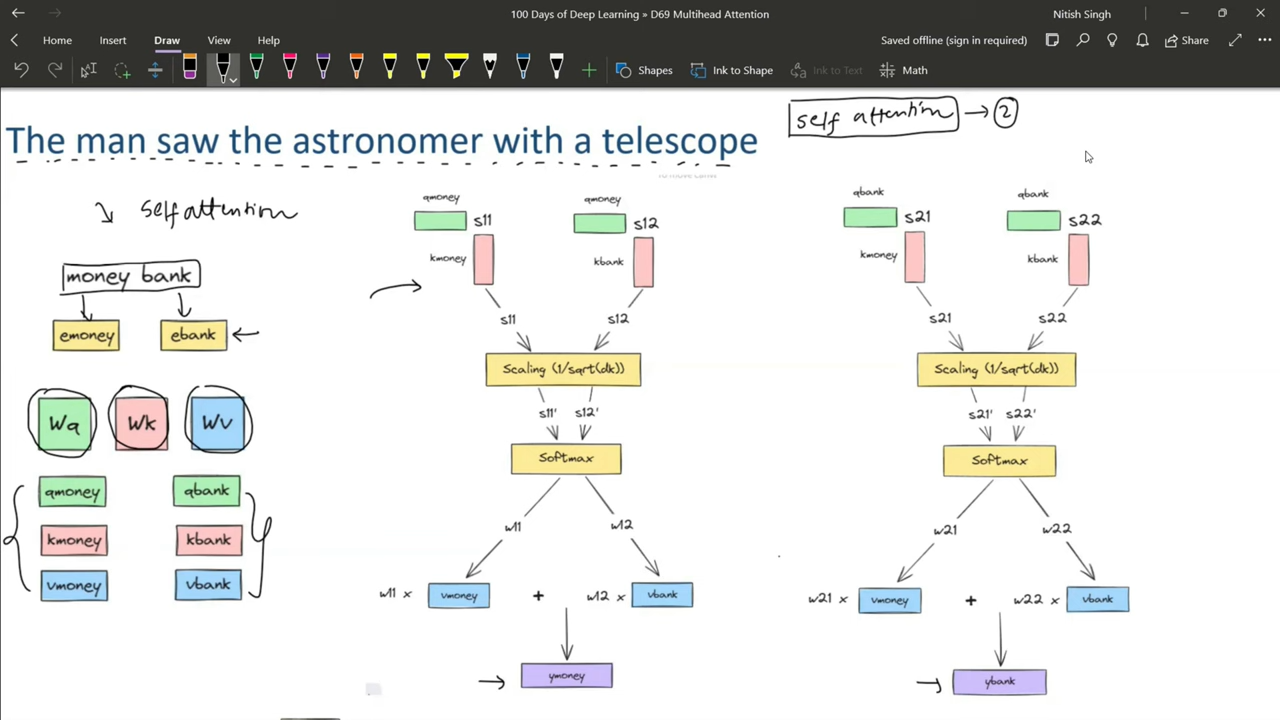 100 Days of Deep Learning » D69 Multihead Attention
Nitish Singh
Home Insert Draw View Help
Saved offline (sign in required)
Share
Shapes
Ink to Shape
Ink to Text
Math
The man saw the astronomer with a telescope
self attention → 2
self attention
money bank
emoney ebank
Wq Wk Wv
qmoney qbank
kmoney kbank
vmoney vbank
qmoney s11 qmoney s12
kmoney kbank
s11 s12
Scaling (1/sqrt(dk))
s11' s12'
Softmax
w11 w12
w11 × vmoney + w12 × vbank
ymoney
qbank s21 qbank s22
kmoney kbank
s21 s22
Scaling (1/sqrt(dk))
s21' s22'
Softmax
w21 w22
w21 × vmoney + w22 × vbank
ybank